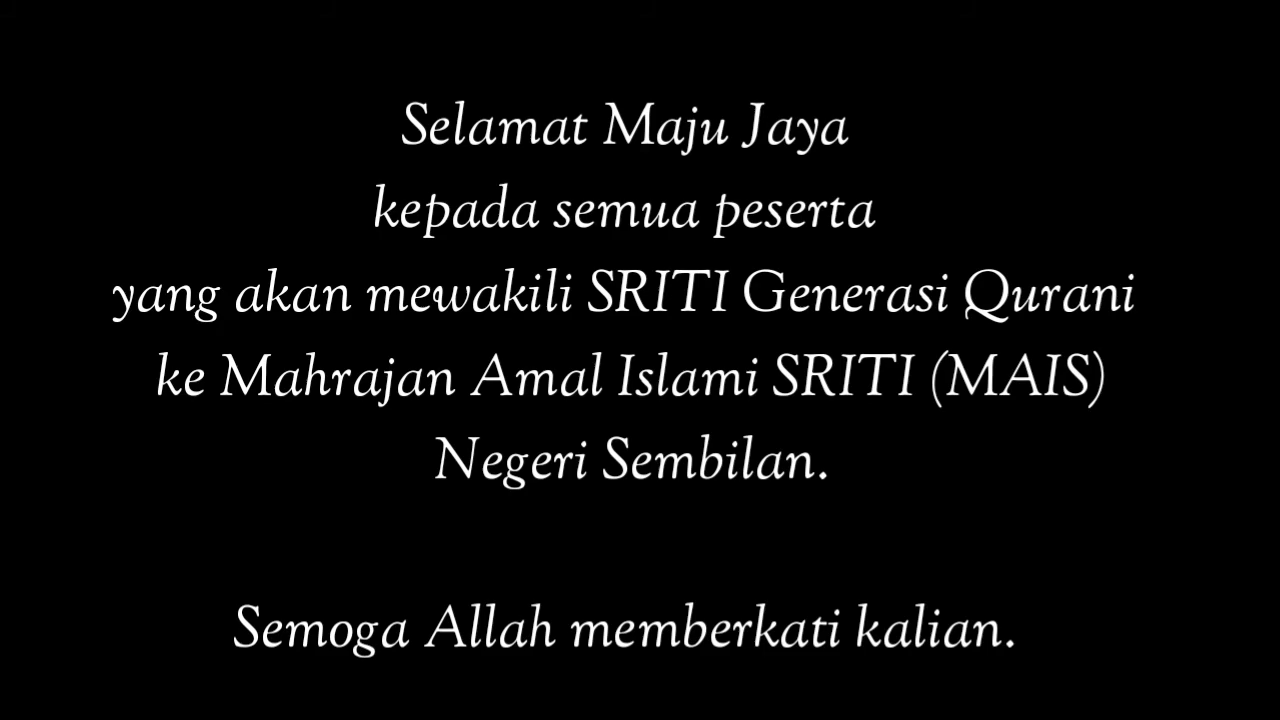 Selamat Maju Jaya
kepada semua peserta
yang akan mewakili SRITI Generasi Qurani
ke Mahrajan Amal Islami SRITI (MAIS)
Negeri Sembilan.
Semoga Allah memberkati kalian.